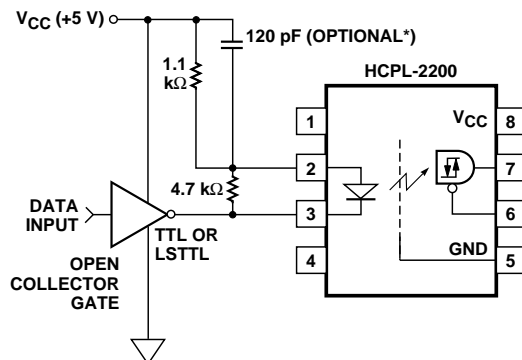 VCC (+5 V)
120 pF (OPTIONAL*)
1.1
kΩ
HCPL-2200
1
VCC
8
2
7
4.7 kΩ
DATA
INPUT
3
6
TTL OR
LSTTL
OPEN
COLLECTOR
GATE
4
GND
5